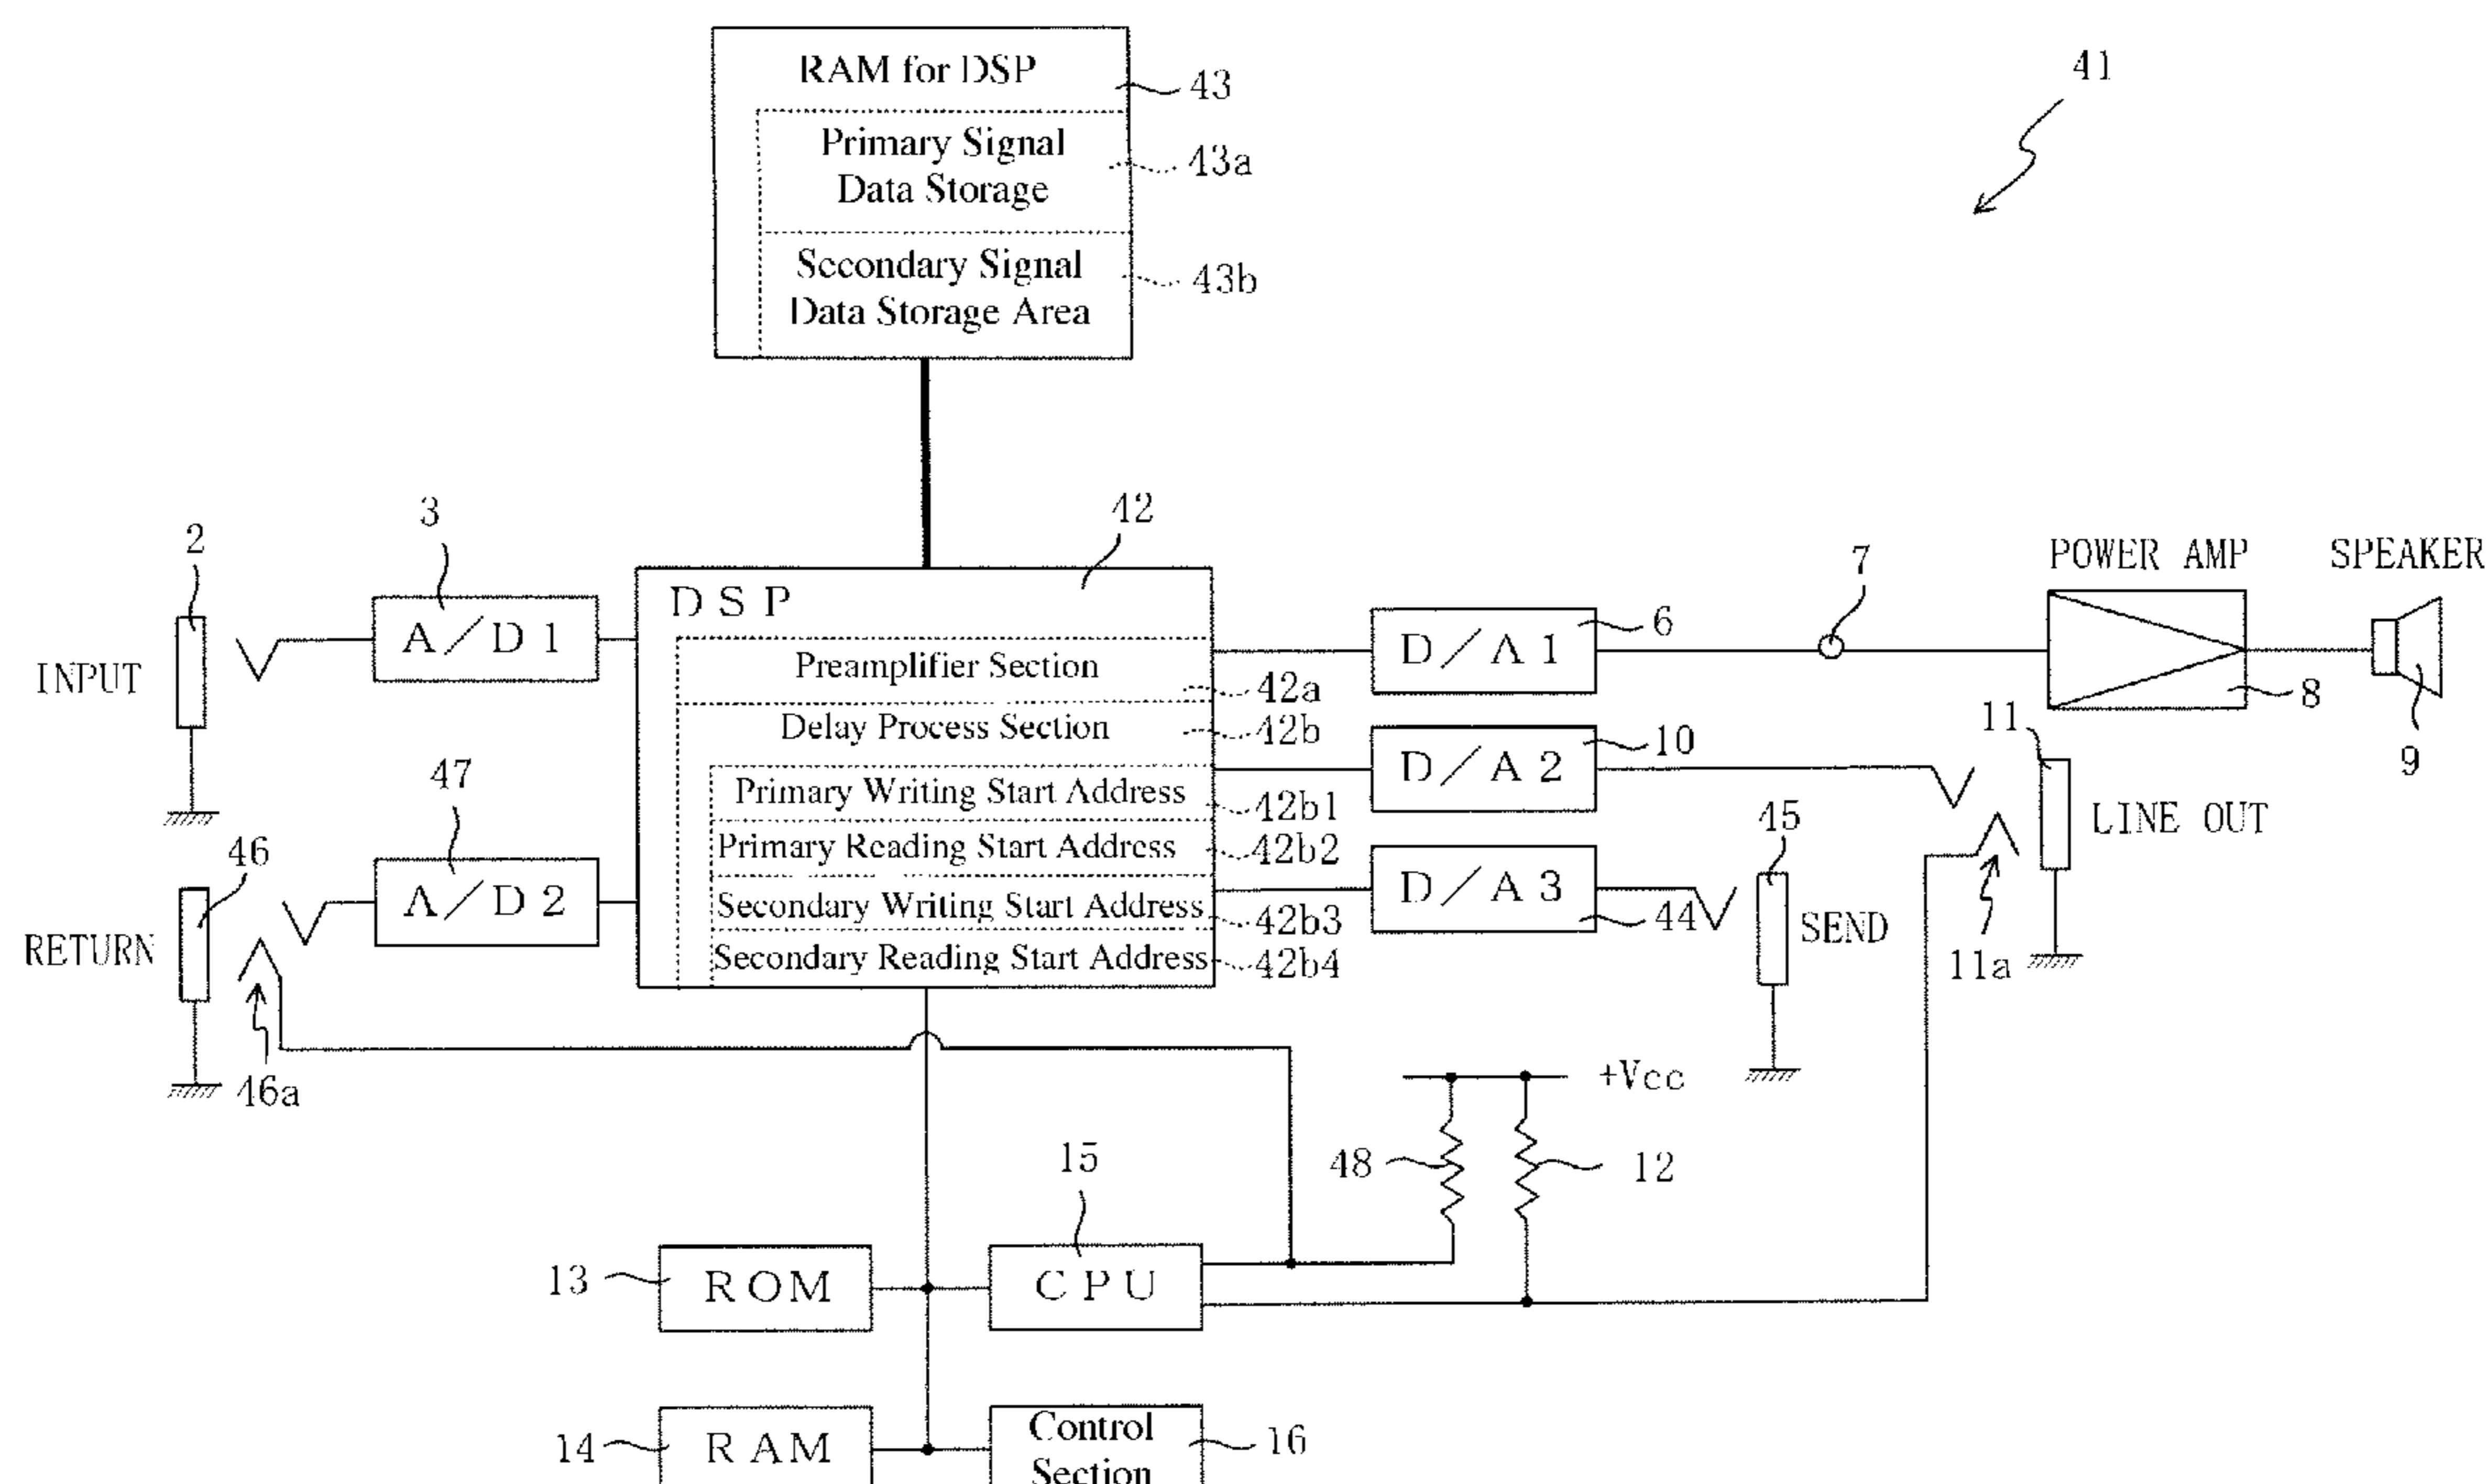 RAM for DSP
43
41
Primary Signal
Data Storage
43a
Secondary Signal
Data Storage Area
43b
2
3
42
7
POWER AMP
SPEAKER
INPUT
A/D1
DSP
Preamplifier Section
42a
D/A1
6
8
9
Delay Process Section
42b
D/A2
10
11
LINE OUT
11a
47
Primary Writing Start Address
42b1
Primary Reading Start Address
42b2
46
RETURN
A/D2
Secondary Writing Start Address
42b3
D/A3
44
45
SEND
Secondary Reading Start Address
42b4
46a
+Vcc
48
12
15
13
ROM
CPU
14
RAM
Control
Section
16